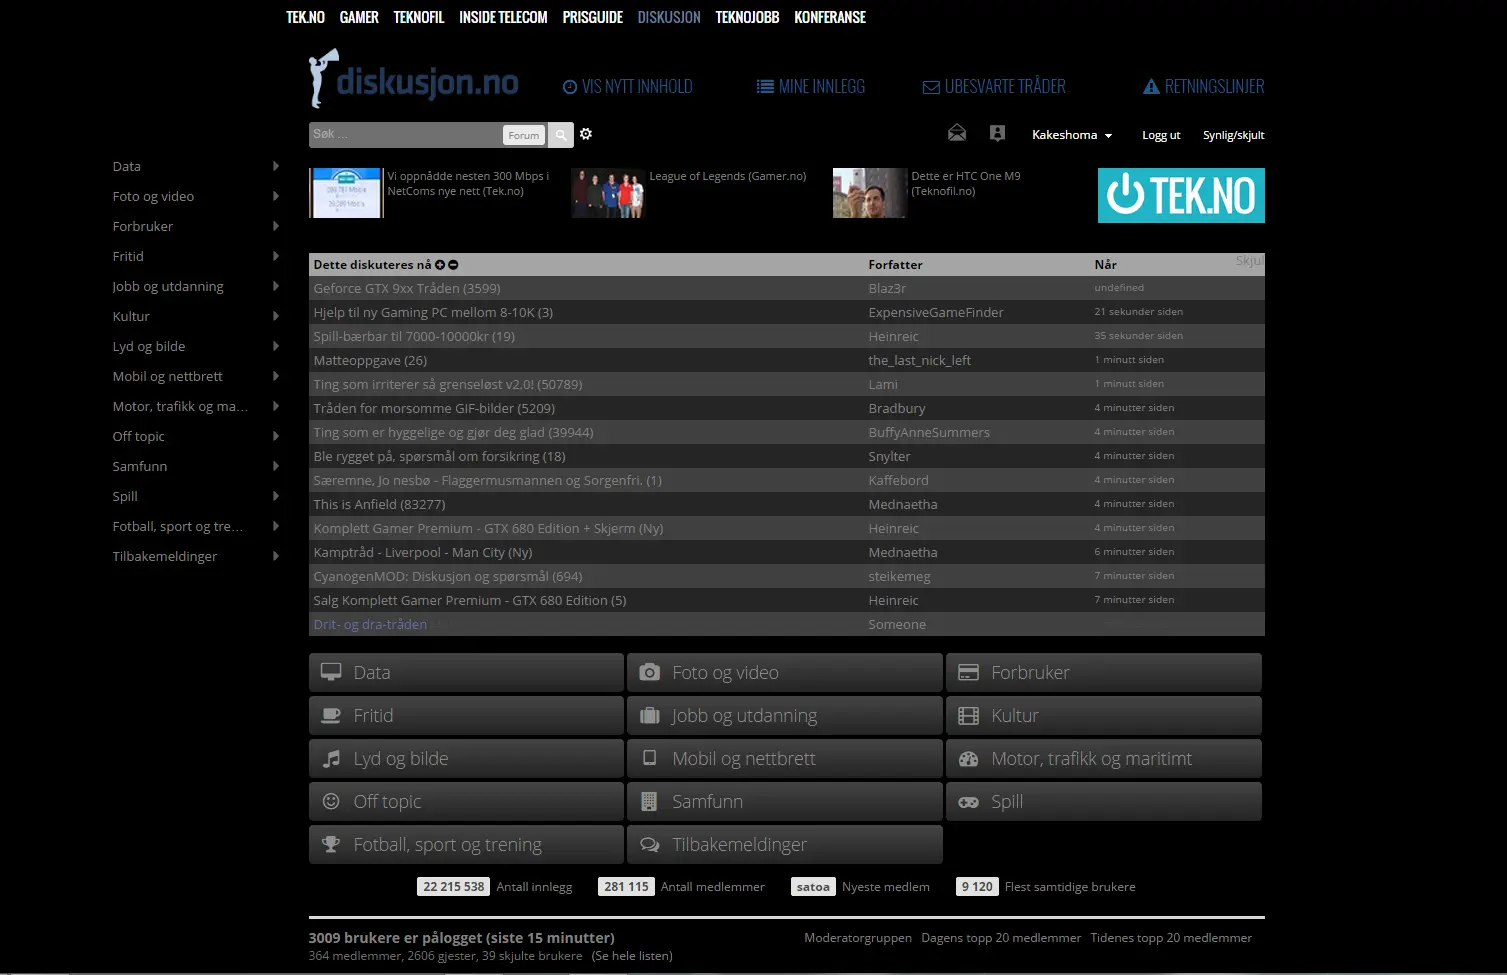 TEK.NO GAMER TEKNOFIL INSIDE TELECOM PRISGUIDE DISKUSJON TEKNOJOBB KONFERANSE
diskusjon.no VIS NYTT INNHOLD MINE INNLEGG UBESVARTE TRÅDER RETNINGSLINJER
Søk ... Forum Kakeshoma Logg ut Synlig/skjult
Data
Foto og video
Forbruker
Fritid
Jobb og utdanning
Kultur
Lyd og bilde
Mobil og nettbrett
Motor, trafikk og ma...
Off topic
Samfunn
Spill
Fotball, sport og tre...
Tilbakemeldinger
Vi oppnådde nesten 300 Mbps i
NetComs nye nett (Tek.no)
League of Legends (Gamer.no)
Dette er HTC One M9
(Teknofil.no)
TEK.NO
Dette diskuteres nå Forfatter Når Skjul
Geforce GTX 9xx Tråden (3599) Blaz3r undefined
Hjelp til ny Gaming PC mellom 8-10K (3) ExpensiveGameFinder 21 sekunder siden
Spill-bærbar til 7000-10000kr (19) Heinreic 35 sekunder siden
Matteoppgave (26) the_last_nick_left 1 minutt siden
Ting som irriterer så grenseløst v2.0! (50789) Lami 1 minutt siden
Tråden for morsomme GIF-bilder (5209) Bradbury 4 minutter siden
Ting som er hyggelige og gjør deg glad (39944) BuffyAnneSummers 4 minutter siden
Ble rygget på, spørsmål om forsikring (18) Snylter 4 minutter siden
Særemne, Jo nesbø - Flaggermusmannen og Sorgenfri. (1) Kaffebord 4 minutter siden
This is Anfield (83277) Mednaetha 4 minutter siden
Komplett Gamer Premium - GTX 680 Edition + Skjerm (Ny) Heinreic 4 minutter siden
Kamptråd - Liverpool - Man City (Ny) Mednaetha 6 minutter siden
CyanogenMOD: Diskusjon og spørsmål (694) steikemeg 7 minutter siden
Salg Komplett Gamer Premium - GTX 680 Edition (5) Heinreic 7 minutter siden
Drit- og dra-tråden Someone
Data Foto og video Forbruker
Fritid Jobb og utdanning Kultur
Lyd og bilde Mobil og nettbrett Motor, trafikk og maritimt
Off topic Samfunn Spill
Fotball, sport og trening Tilbakemeldinger
22 215 538 Antall innlegg 281 115 Antall medlemmer satoa Nyeste medlem 9 120 Flest samtidige brukere
3009 brukere er pålogget (siste 15 minutter) Moderatorgruppen Dagens topp 20 medlemmer Tidenes topp 20 medlemmer
364 medlemmer, 2606 gjester, 39 skjulte brukere (Se hele listen)